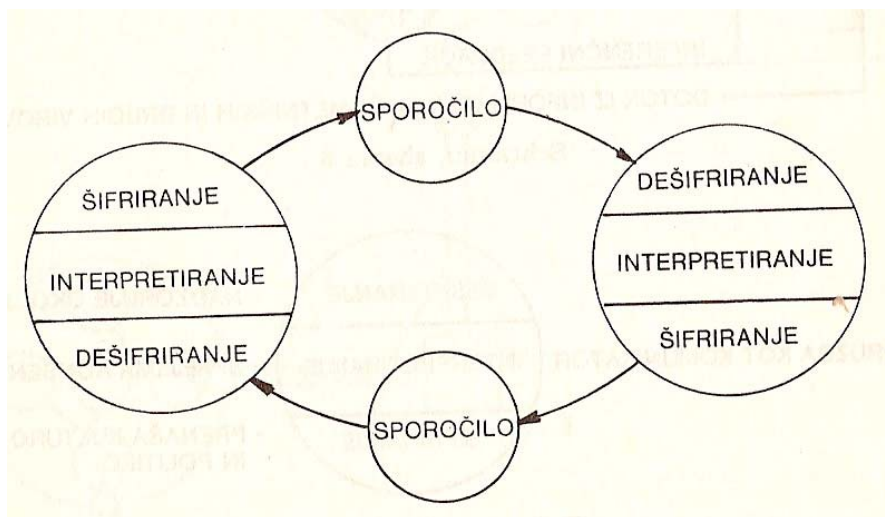 SPOROČILO
ŠIFRIRANJE
INTERPRETIRANJE
DEŠIFRIRANJE
DEŠIFRIRANJE
INTERPRETIRANJE
ŠIFRIRANJE
SPOROČILO